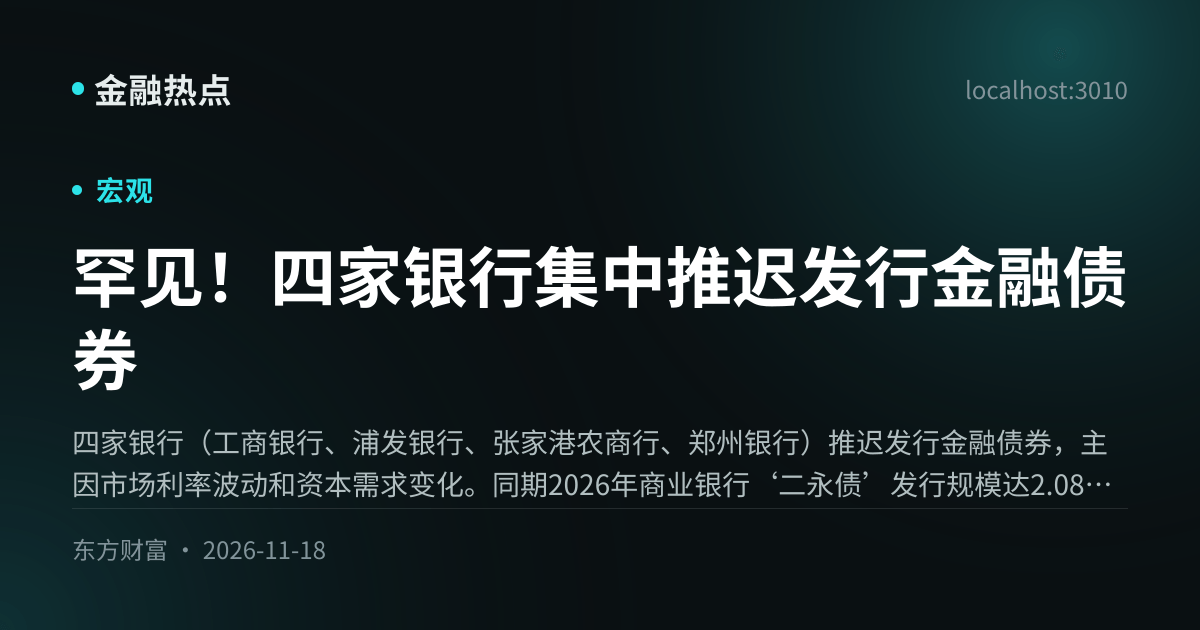 金融热点
localhost:3010
宏观
罕见！四家银行集中推迟发行金融债
券
四家银行（工商银行、浦发银行、张家港农商行、郑州银行）推迟发行金融债券，主
因市场利率波动和资本需求变化。同期2026年商业银行‘二永债’发行规模达2.08…
东方财富 • 2026-11-18